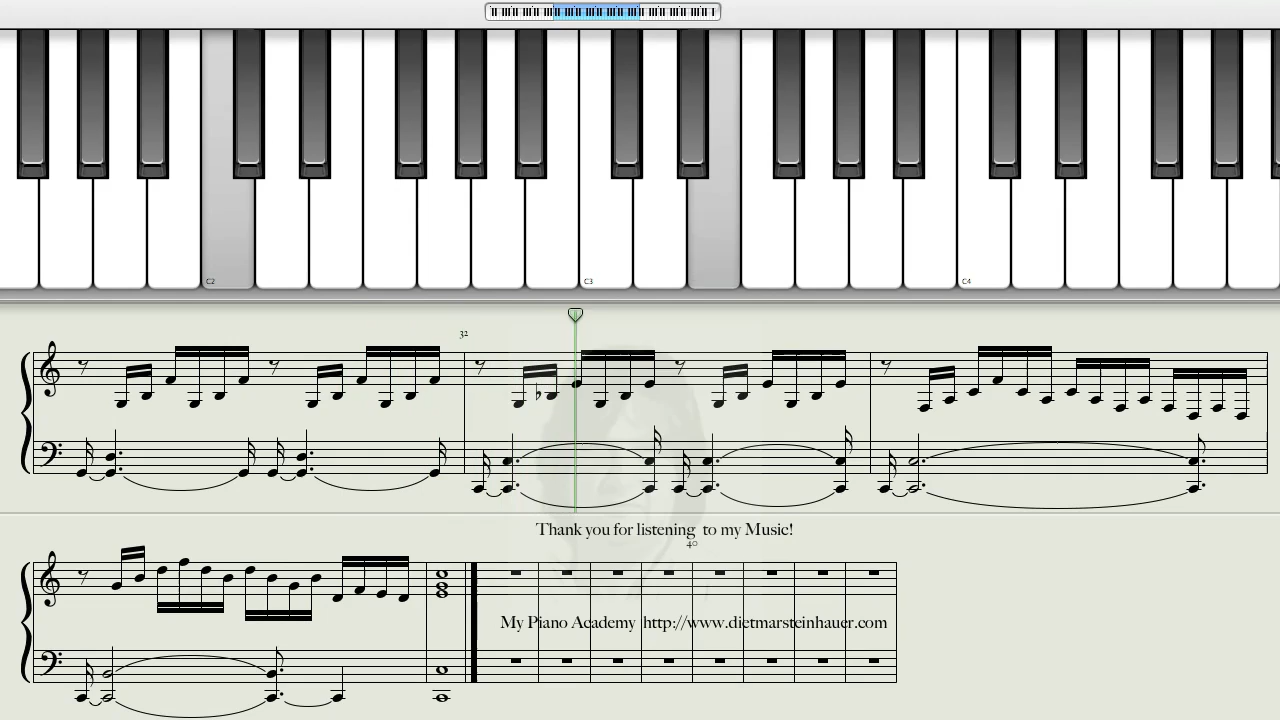 C2 C3 C4
32
Thank you for listening to my Music!
40
My Piano Academy http://www.dietmarsteinhauer.com